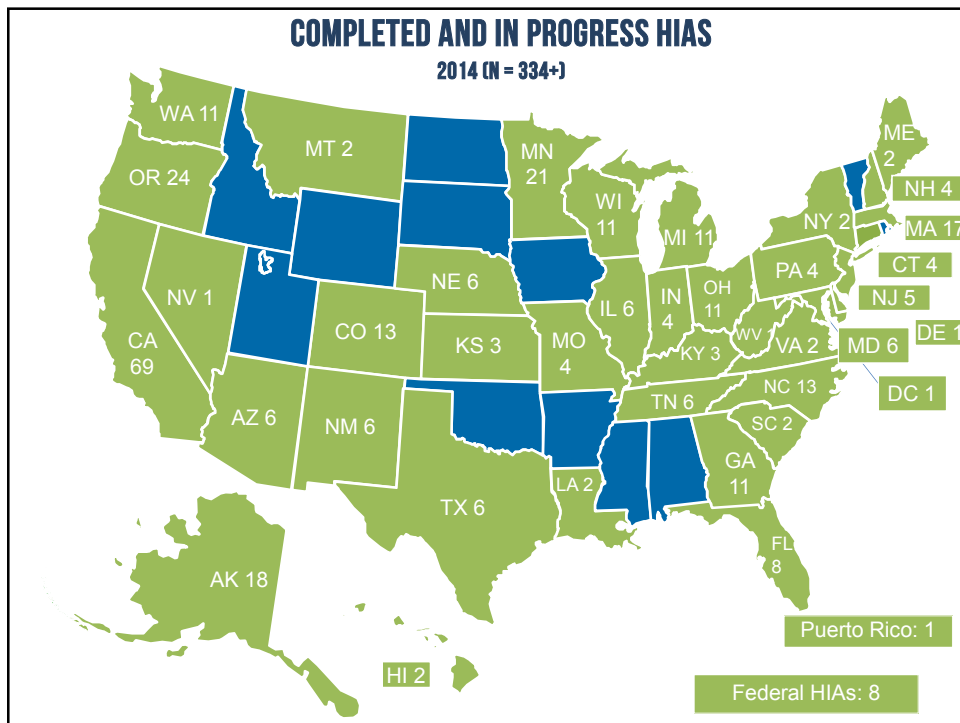 COMPLETED AND IN PROGRESS HIAS
2014 (N = 334+)
WA 11
OR 24
MT 2
MN
21
WI
11
MI 11
ME
2
NH 4
NY 2
MA 17
CT 4
NJ 5
PA 4
DE 1
MD 6
DC 1
NV 1
CA
69
NE 6
CO 13
KS 3
IL 6
IN
4
OH
11
WV 1
VA 2
MO
4
KY 3
NC 13
TN 6
SC 2
AZ 6
NM 6
GA
11
LA 2
TX 6
FL
8
AK 18
HI 2
Puerto Rico: 1
Federal HIAs: 8